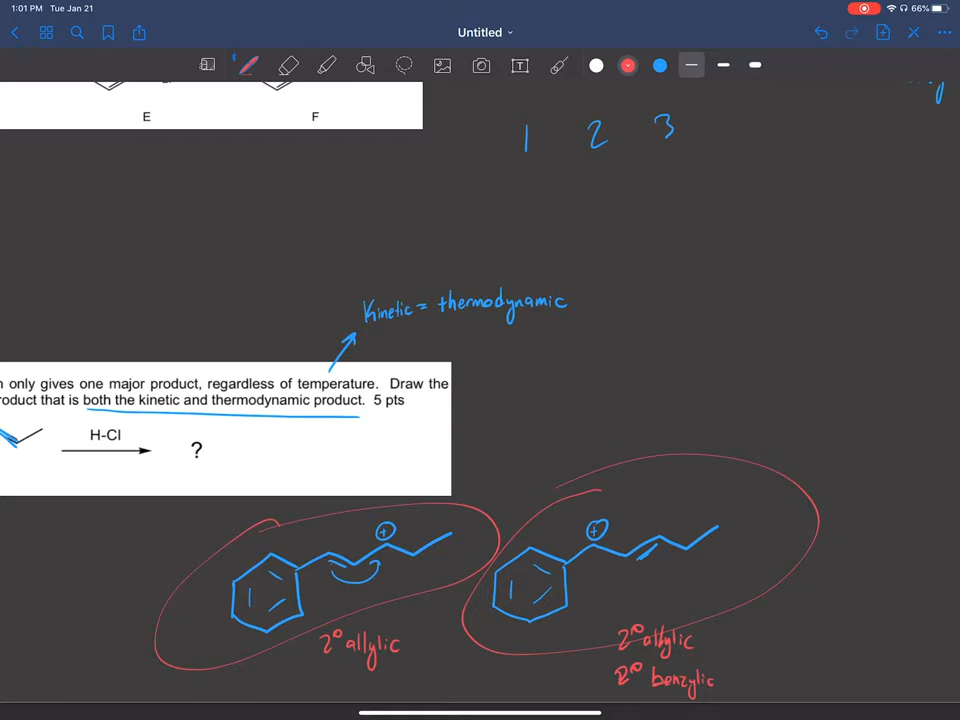 1:01 PM Tue Jan 21
66%
Untitled
E
F
1 2 3
Kinetic = thermodynamic
n only gives one major product, regardless of temperature. Draw the
roduct that is both the kinetic and thermodynamic product. 5 pts
H-Cl
?
+
+
2° allylic
2° allylic
2° benzylic